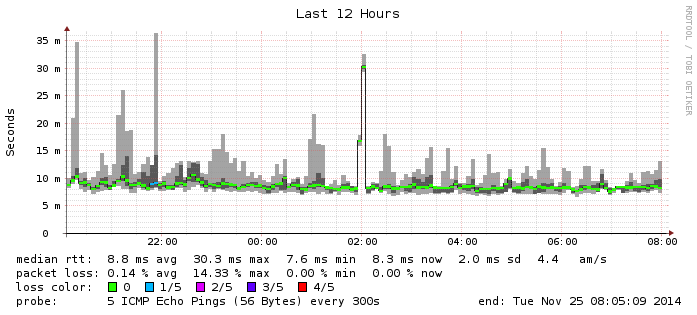 Last 12 Hours
RRDTOOL / TOBI OETIKER
Seconds
35 m
30 m
25 m
20 m
15 m
10 m
5 m
0
22:00 00:00 02:00 04:00 06:00 08:00
median rtt: 8.8 ms avg 30.3 ms max 7.6 ms min 8.3 ms now 2.0 ms sd 4.4 am/s
packet loss: 0.14 % avg 14.33 % max 0.00 % min 0.00 % now
loss color: 0 1/5 2/5 3/5 4/5
probe: 5 ICMP Echo Pings (56 Bytes) every 300s end: Tue Nov 25 08:05:09 2014